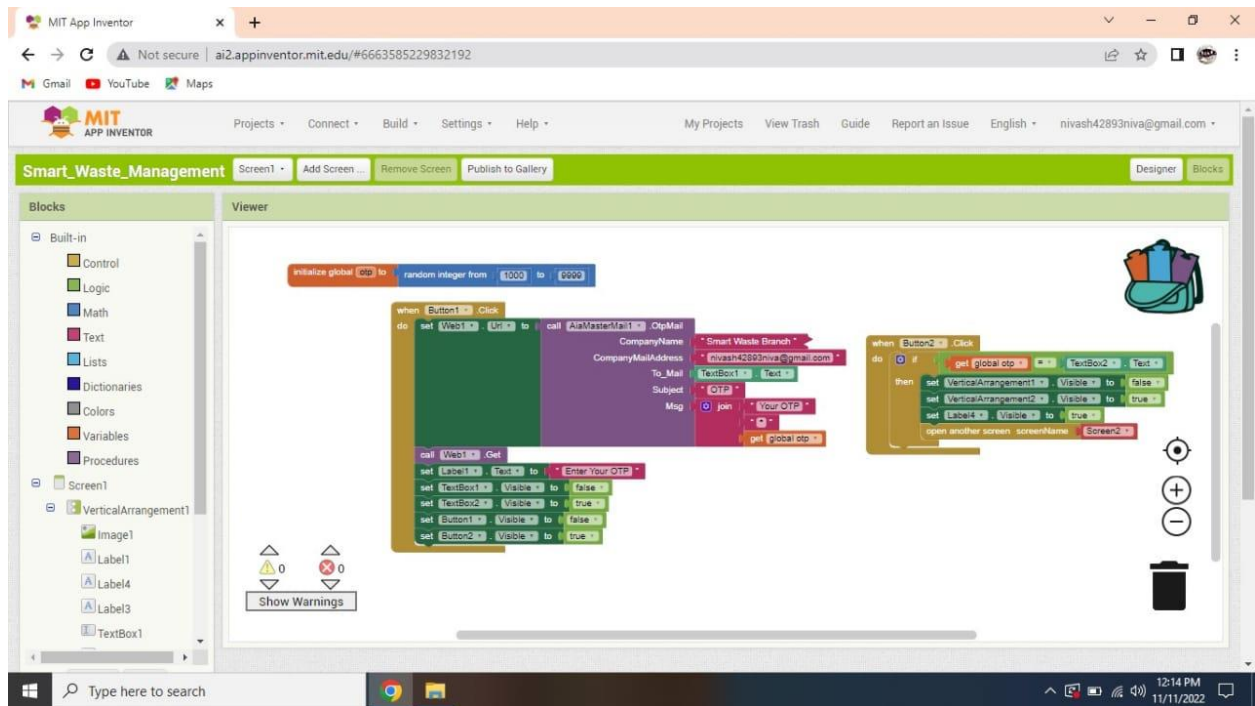 MIT App Inventor
Not secure | ai2.appinventor.mit.edu/#6663585229832192
Gmail YouTube Maps
MIT
APP INVENTOR
Projects Connect Build Settings Help My Projects View Trash Guide Report an Issue English nivash42893niva@gmail.com
Smart_Waste_Management Screen1 Add Screen ... Remove Screen Publish to Gallery Designer Blocks
Blocks Viewer
Built-in
Control
Logic
Math
Text
Lists
Dictionaries
Colors
Variables
Procedures
Screen1
VerticalArrangement1
Image1
Label1
Label4
Label3
TextBox1
initialize global otp to random integer from 1000 to 9999
when Button1 .Click
do set Web1 . Url to call AiaMasterMail1 .OtpMail
CompanyName " Smart Waste Branch "
CompanyMailAddress " nivash42893niva@gmail.com "
To_Mail TextBox1 . Text
Subject " OTP "
Msg join " Your OTP "
get global otp
call Web1 .Get
set Label1 . Text to " Enter Your OTP "
set TextBox1 . Visible to false
set TextBox2 . Visible to true
set Button1 . Visible to false
set Button2 . Visible to true
when Button2 .Click
do if get global otp = TextBox2 . Text
then set VerticalArrangement1 . Visible to false
set VerticalArrangement2 . Visible to true
set Label4 . Visible to true
open another screen screenName Screen2
0 0
Show Warnings
Type here to search
12:14 PM
11/11/2022